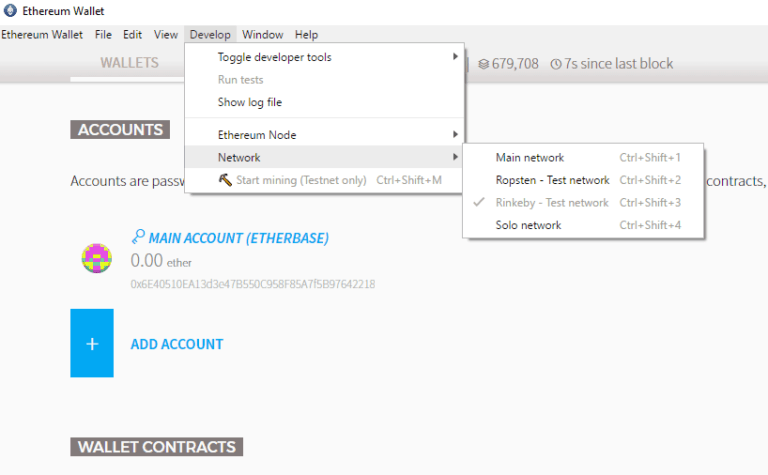 Ethereum Wallet
Ethereum Wallet File Edit View Develop Window Help
WALLETS
679,708 7s since last block
Toggle developer tools
Run tests
Show log file
Ethereum Node
Network
Start mining (Testnet only) Ctrl+Shift+M
Main network Ctrl+Shift+1
Ropsten - Test network Ctrl+Shift+2
Rinkeby - Test network Ctrl+Shift+3
Solo network Ctrl+Shift+4
ACCOUNTS
Accounts are contracts,
MAIN ACCOUNT (ETHERBASE)
0.00 ether
0x6E40510EA13d3e47B550C958F85A7f5B97642218
ADD ACCOUNT
WALLET CONTRACTS